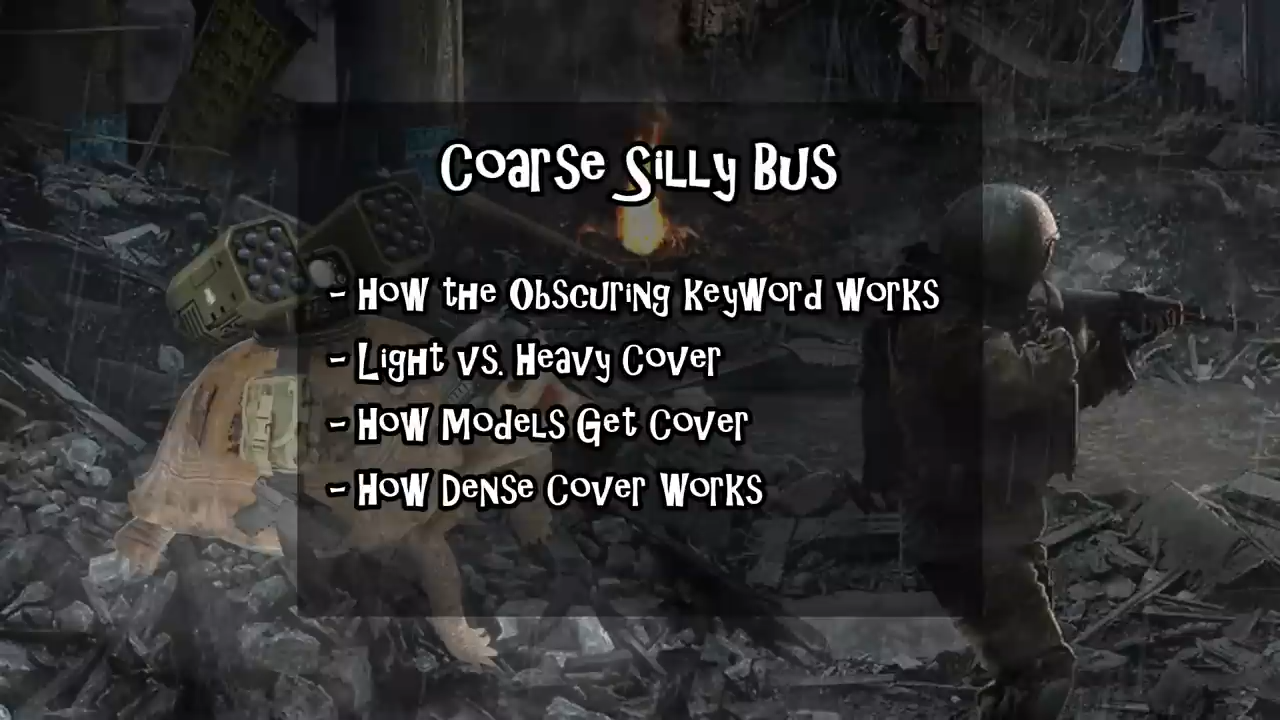 Coarse Silly Bus
- How the Obscuring Keyword Works
- Light vs. Heavy Cover
- How Models Get Cover
- How Dense Cover Works